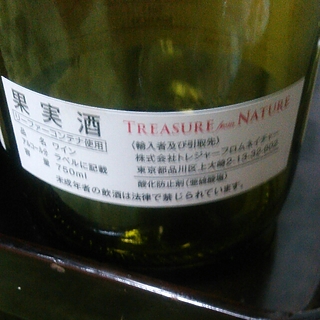 果実酒
TREASURE from NATURE
リーファーコンテナ使用
品名 ワイン
ラベルに記載
容量 750ml
(輸入者及び引取先)
株式会社トレジャーフロムネイチャー
東京都品川区上大崎2-13-32-602
酸化防止剤(亜硫酸塩)
未成年者の飲酒は法律で禁じられています。